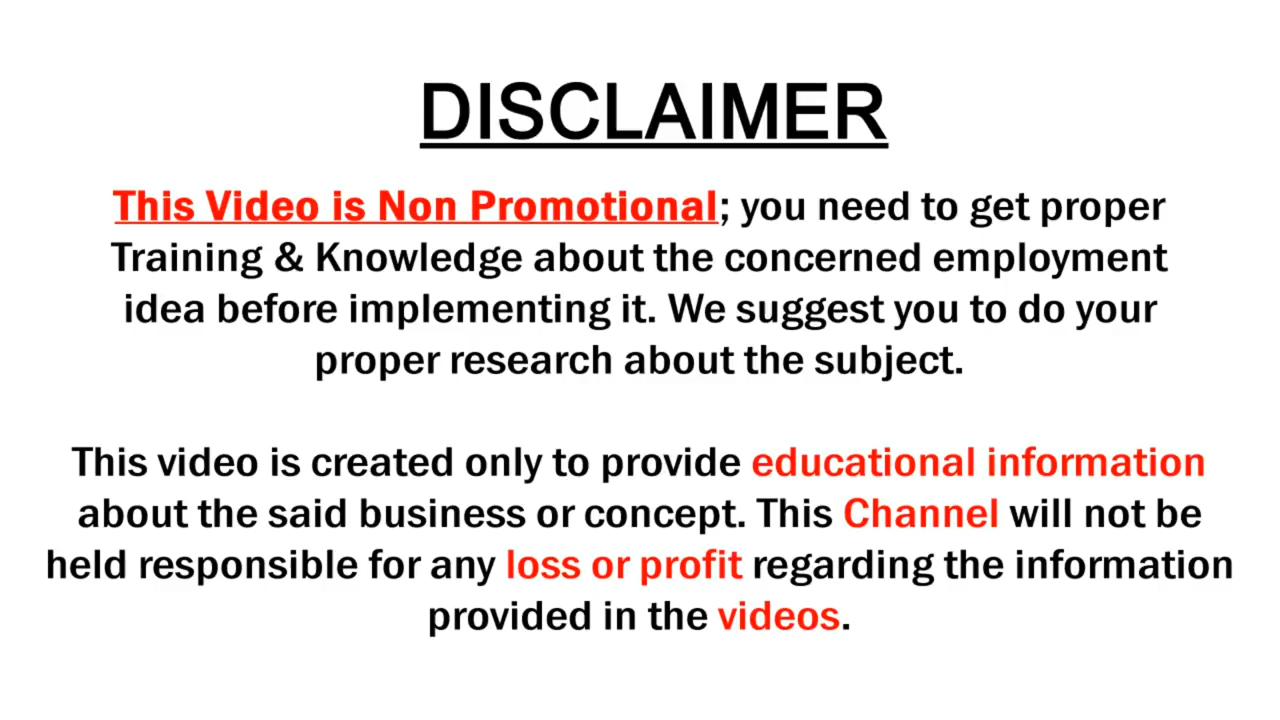 DISCLAIMER
This Video is Non Promotional; you need to get proper
Training & Knowledge about the concerned employment
idea before implementing it. We suggest you to do your
proper research about the subject.
This video is created only to provide educational information
about the said business or concept. This Channel will not be
held responsible for any loss or profit regarding the information
provided in the videos.